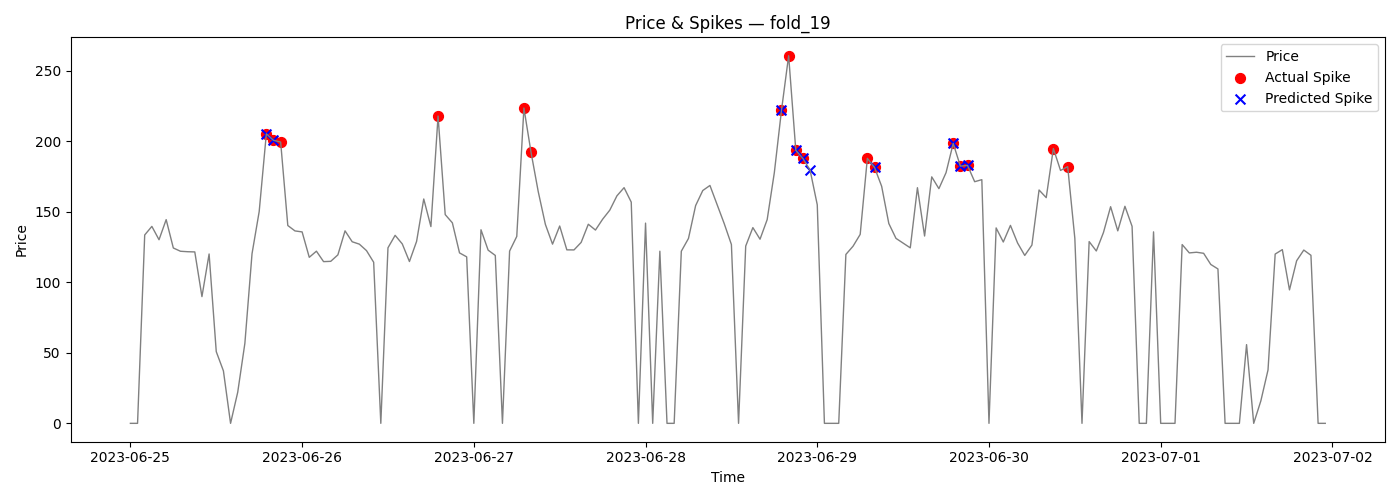 Price & Spikes — fold_19
Price
Actual Spike
Predicted Spike
Price
250
200
150
100
50
0
2023-06-25
2023-06-26
2023-06-27
2023-06-28
2023-06-29
2023-06-30
2023-07-01
2023-07-02
Time